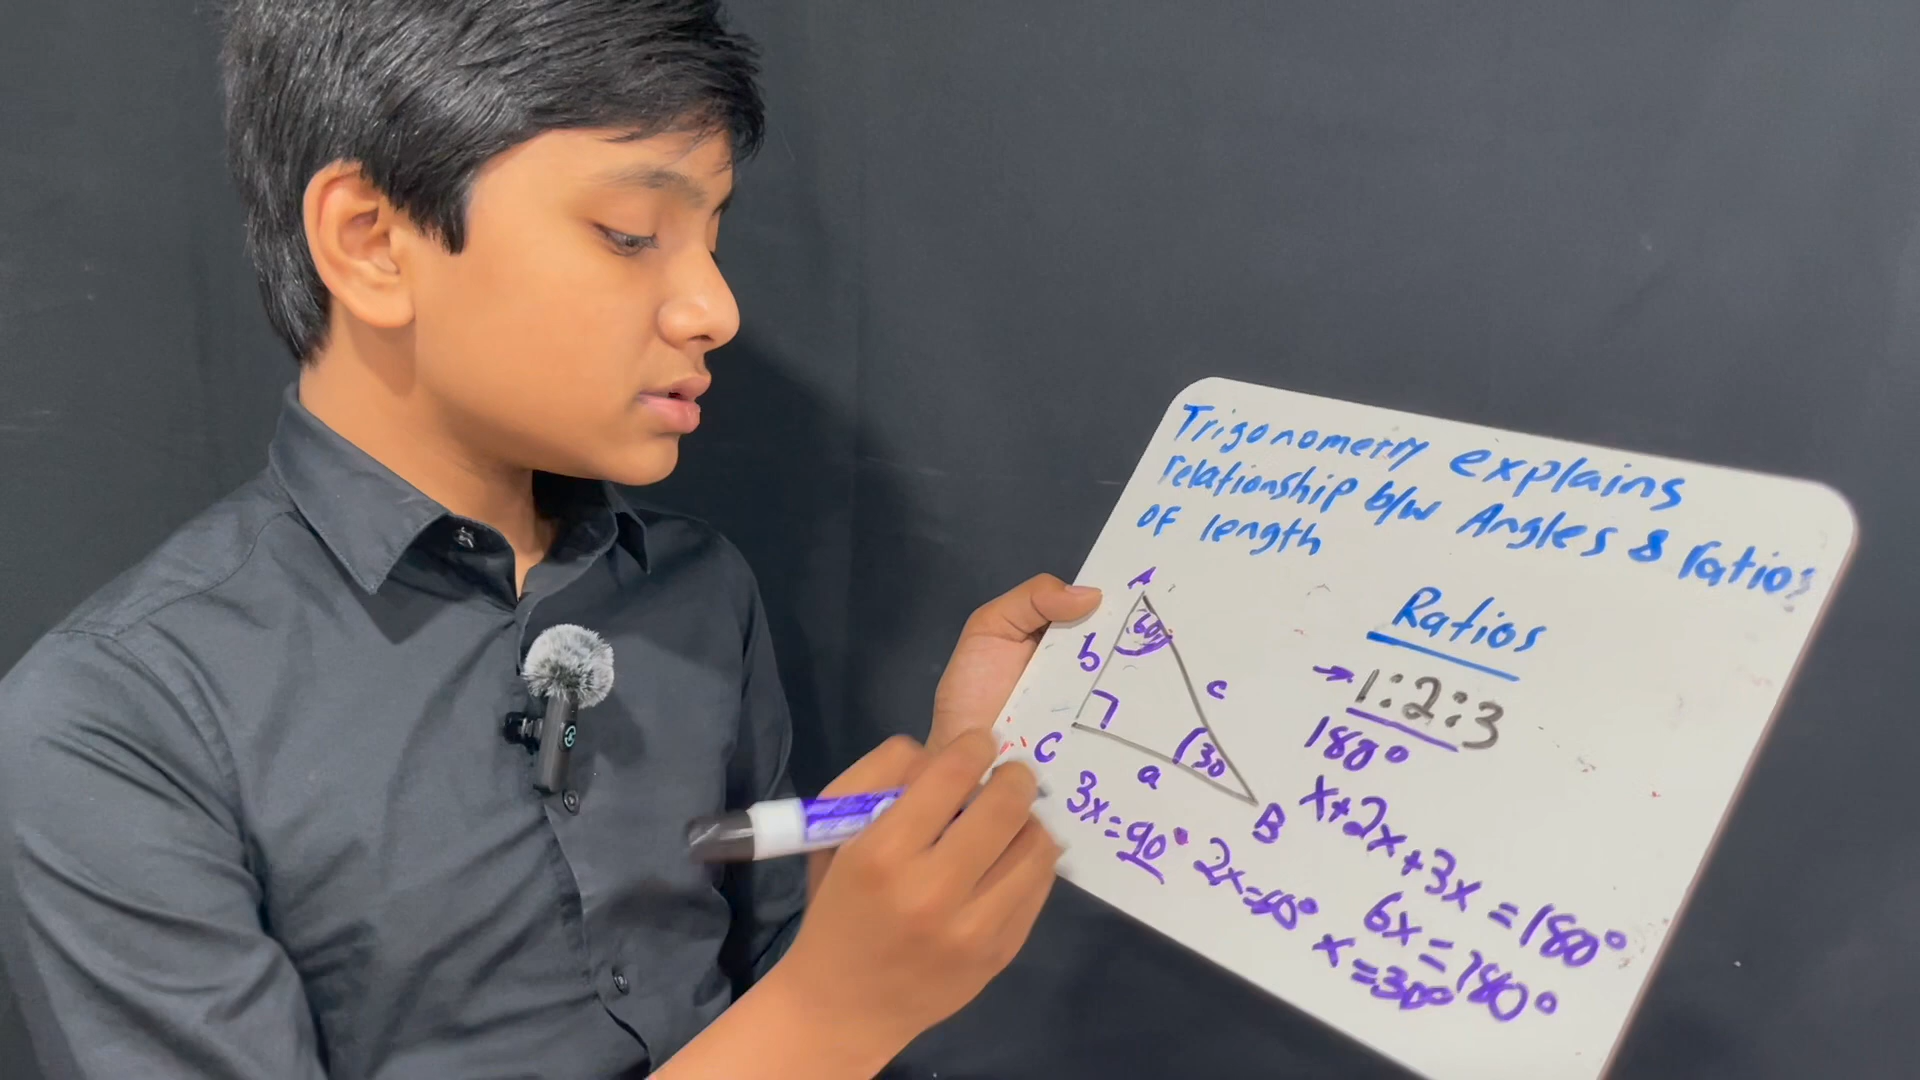 Trigonometry explains
relationship b/w Angles & ratios
of length
Ratios
→1:2:3
180°
x+2x+3x=180°
6x=180°
x=30°
A
60
b
c
C
a
30
B
3x=90°
2x=60°